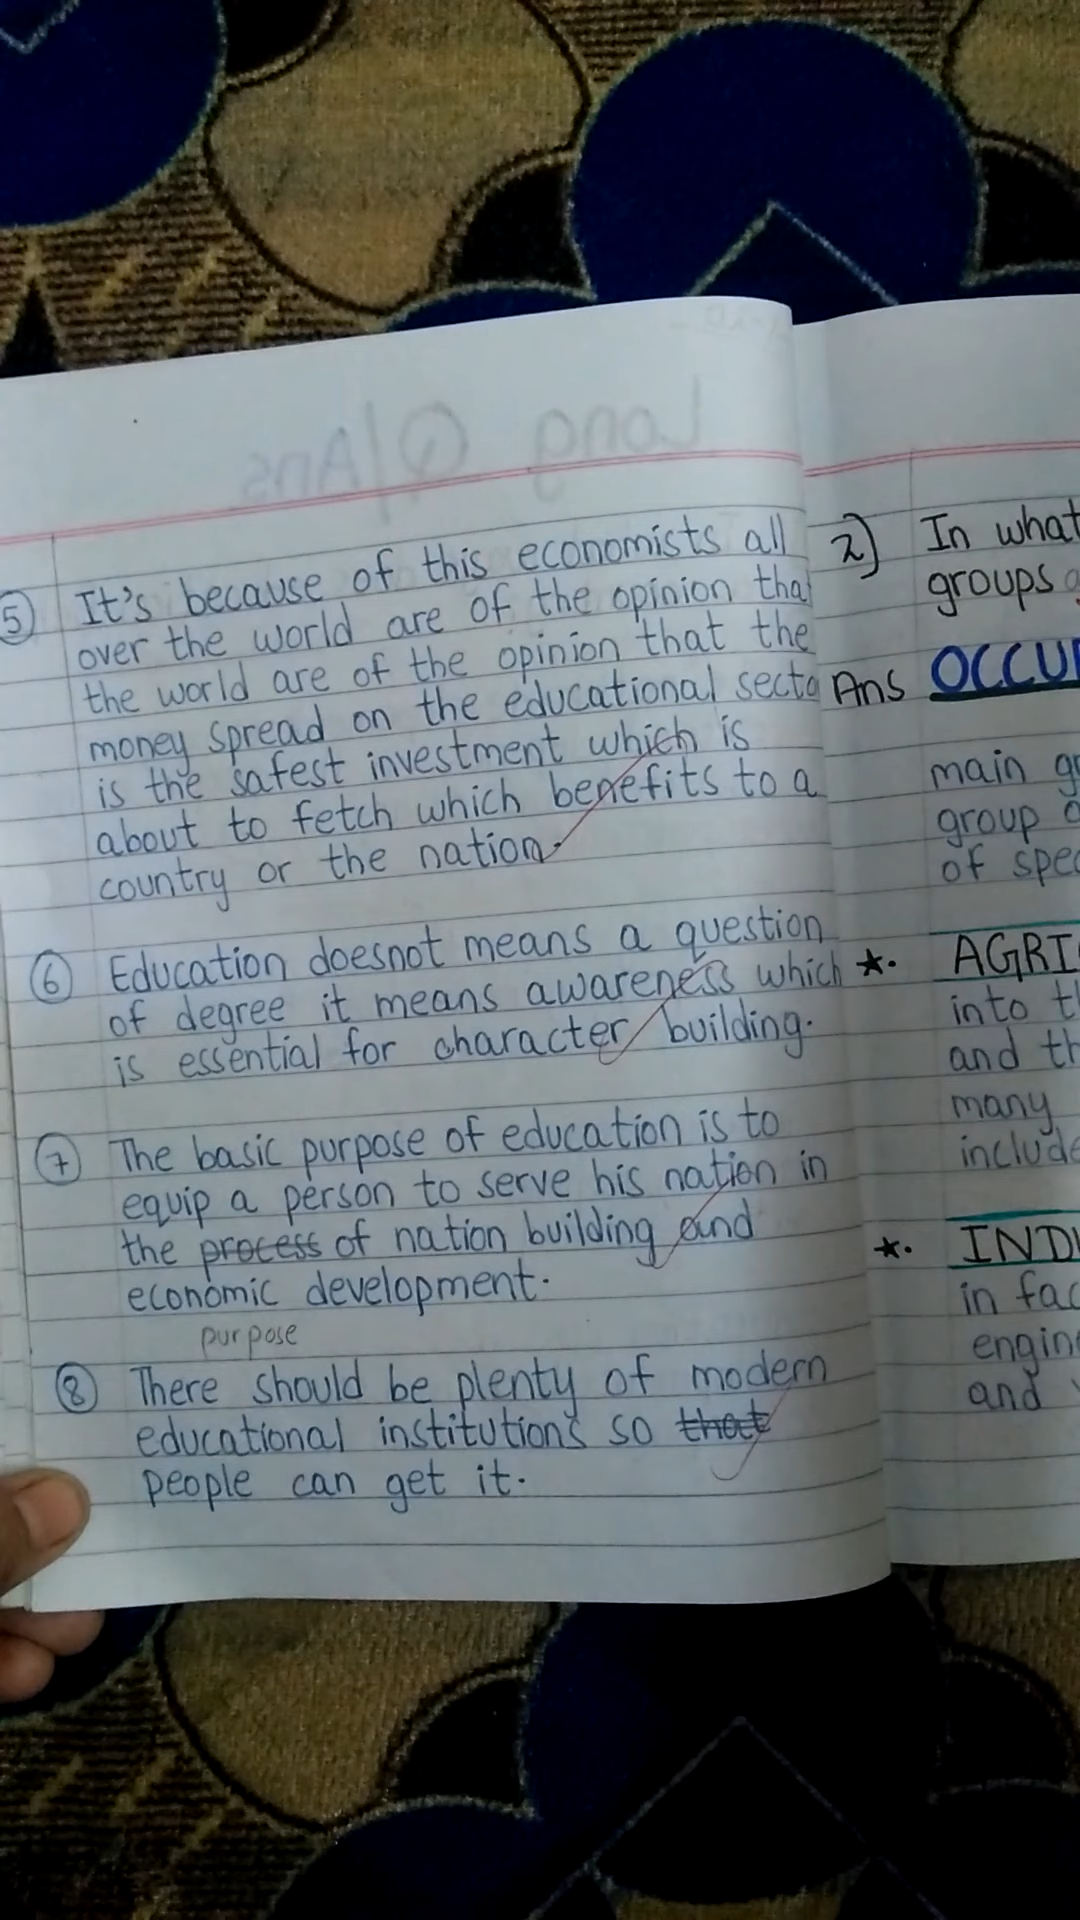 5 It's because of this economists all
over the world are of the opinion tha
the world are of the opinion that the
money spread on the educational secto
is the safest investment which is
about to fetch which benefits to a
country or the nation.
6 Education doesnot means a question
of degree it means awareness which
is essential for character building.
7 The basic purpose of education is to
equip a person to serve his nation in
the process of nation building and
economic development.
purpose
8 There should be plenty of modern
educational institutions so that
people can get it.
2) In what
groups
Ans OCCU
main
group
of spec
*. AGRI
into t
and th
many
include
*. IND
in fac
engin
and
Long Q/Ans